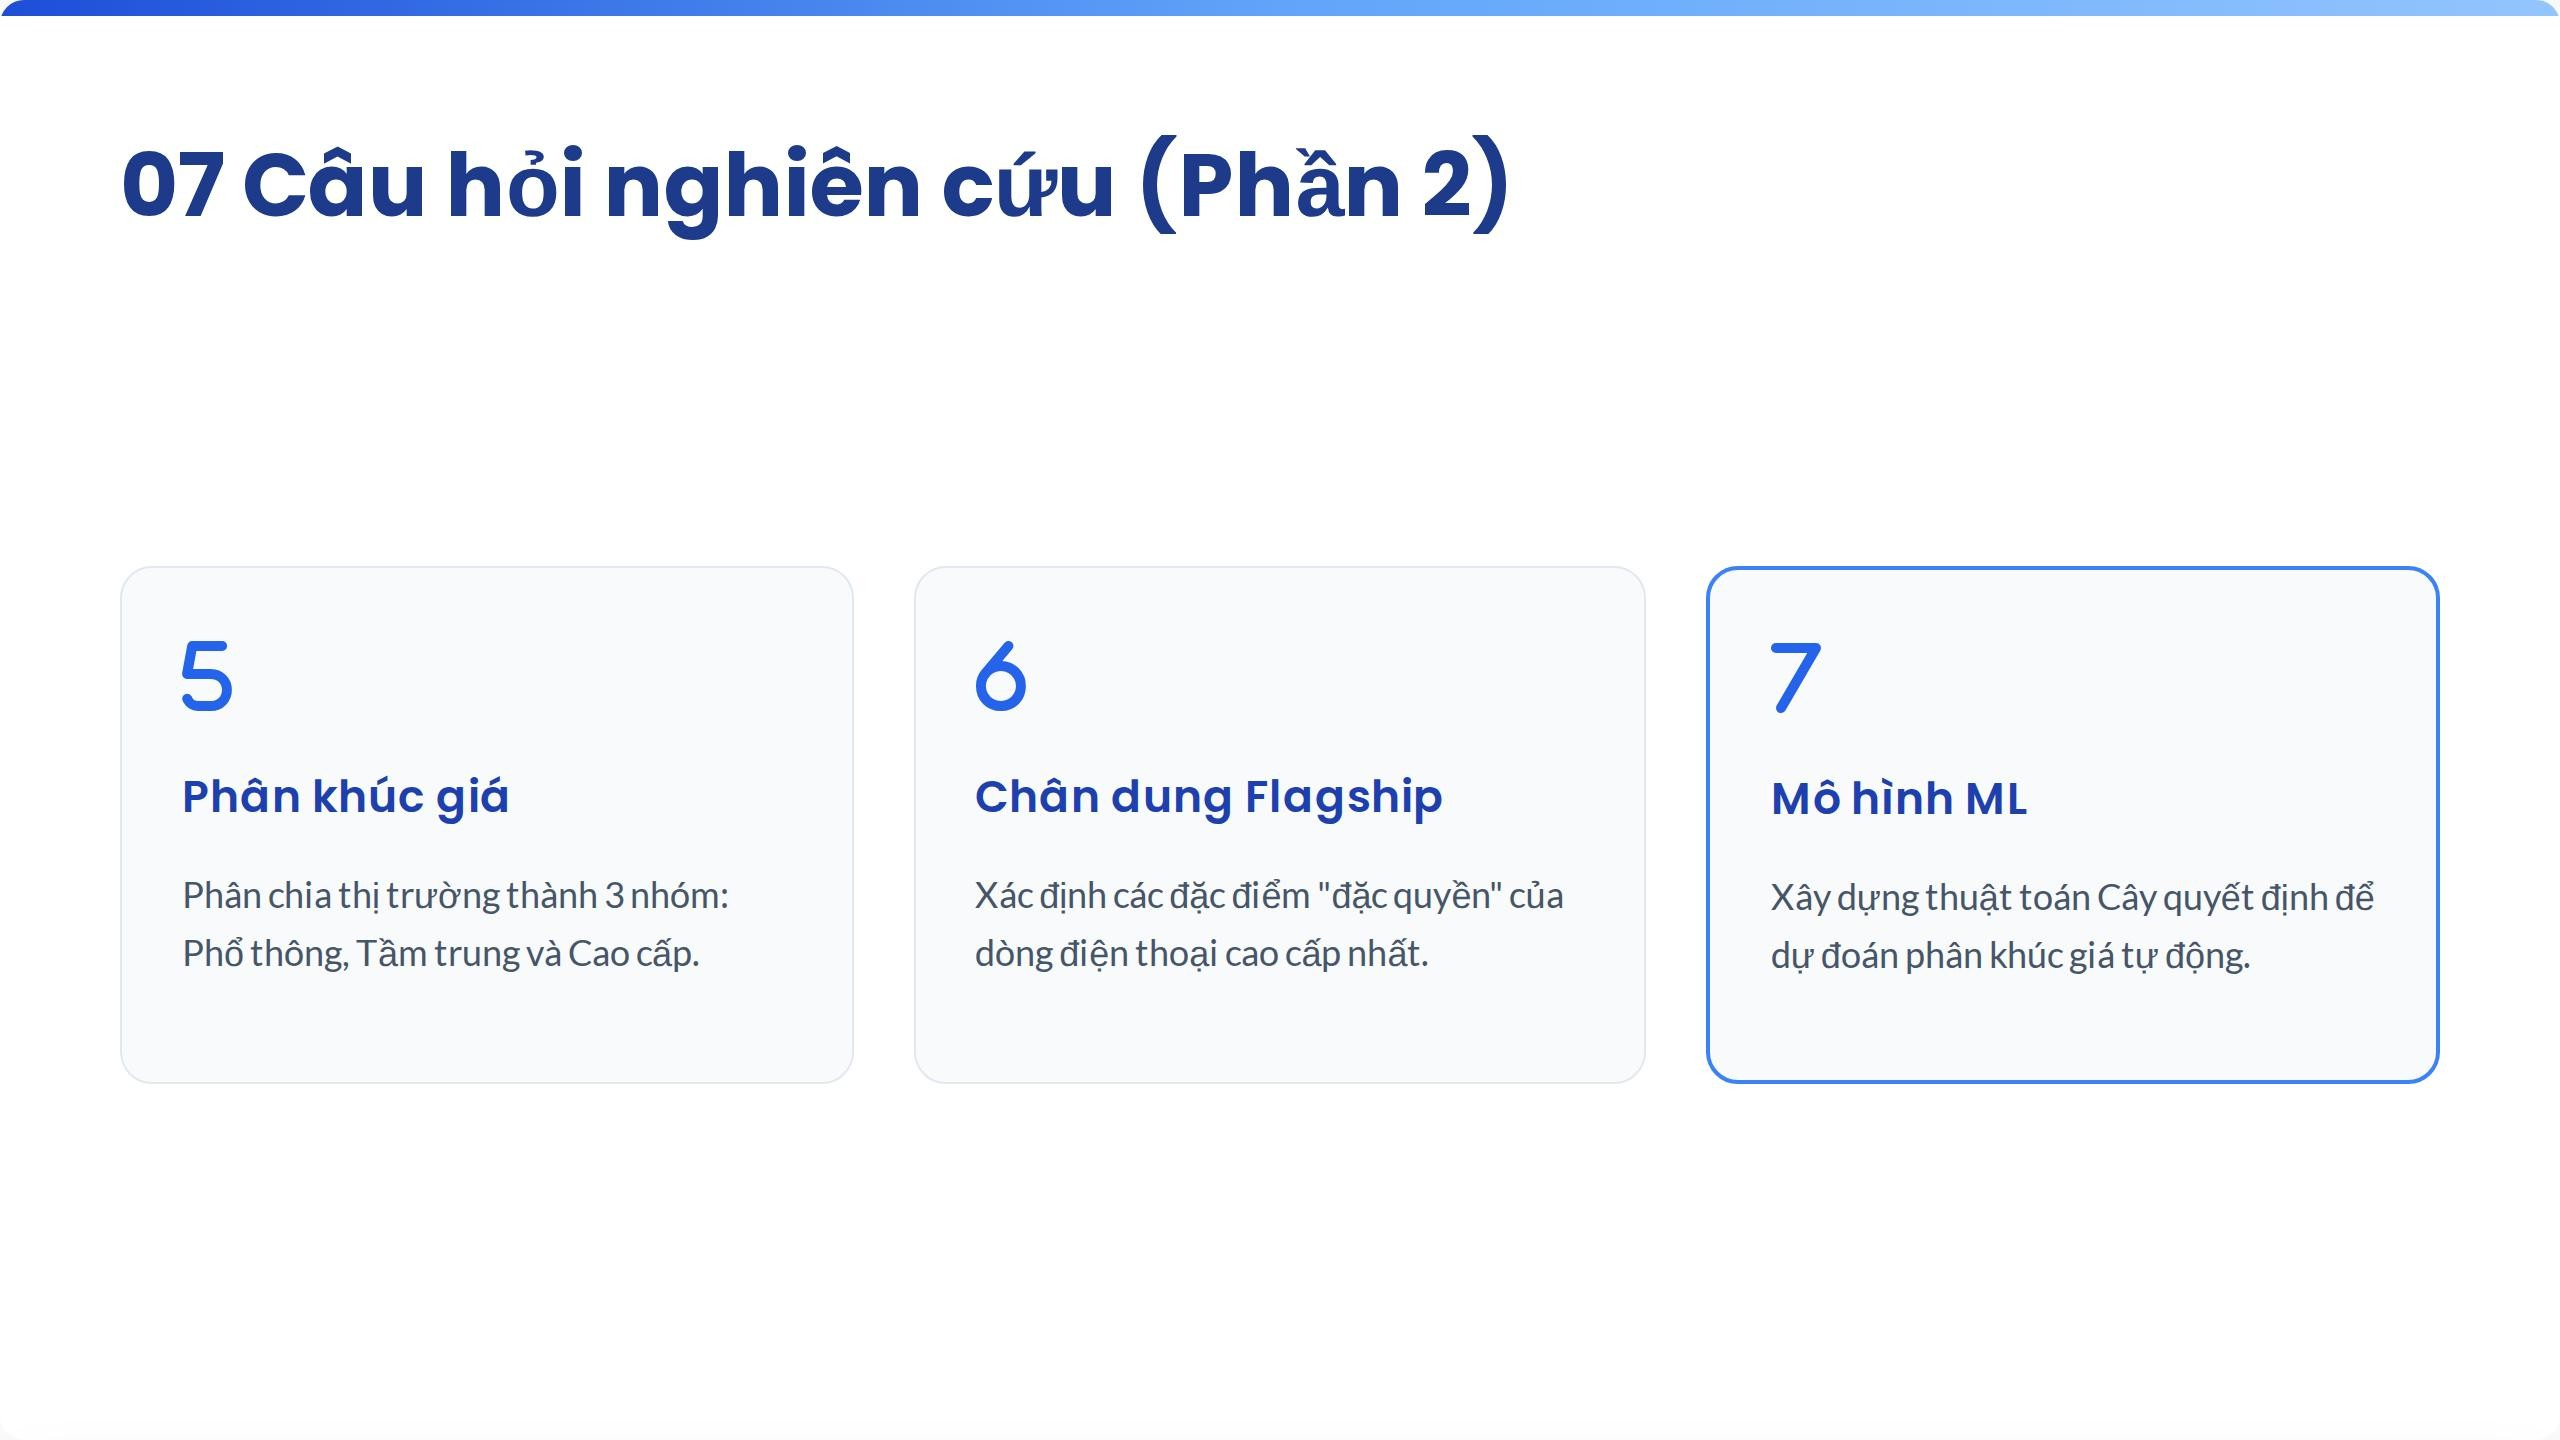 07 Câu hỏi nghiên cứu (Phần 2)
5
Phân khúc giá
Phân chia thị trường thành 3 nhóm:
Phổ thông, Tầm trung và Cao cấp.
6
Chân dung Flagship
Xác định các đặc điểm "đặc quyền" của
dòng điện thoại cao cấp nhất.
7
Mô hình ML
Xây dựng thuật toán Cây quyết định để
dự đoán phân khúc giá tự động.